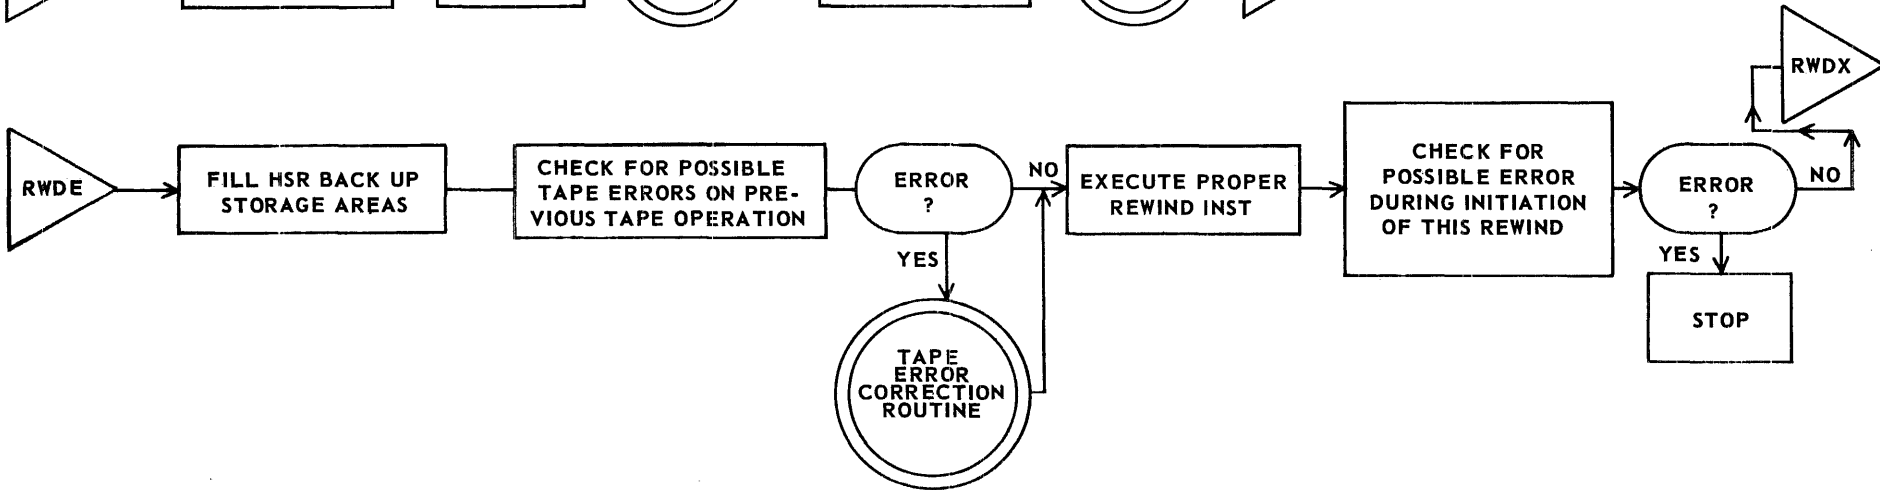 RWDX
RWDE
FILL HSR BACK UP
STORAGE AREAS
CHECK FOR POSSIBLE
TAPE ERRORS ON PRE-
VIOUS TAPE OPERATION
ERROR
?
YES
TAPE
ERROR
CORRECTION
ROUTINE
NO
EXECUTE PROPER
REWIND INST
CHECK FOR
POSSIBLE ERROR
DURING INITIATION
OF THIS REWIND
ERROR
?
NO
YES
STOP